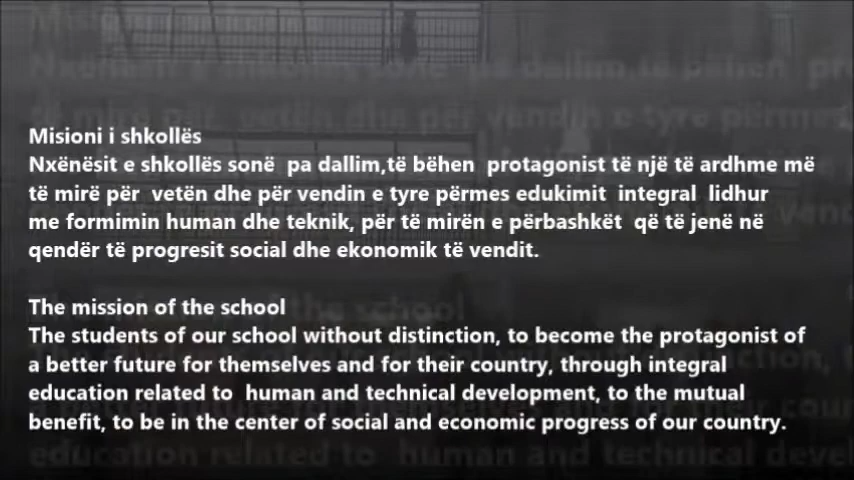 Misioni i shkollës
Nxënësit e shkollës sonë  pa dallim,të bëhen  protagonist të një të ardhme më
të mirë për  vetën dhe për vendin e tyre përmes edukimit  integral  lidhur
me formimin human dhe teknik, për të mirën e përbashkët  që të jenë në
qendër të progresit social dhe ekonomik të vendit.
The mission of the school
The students of our school without distinction, to become the protagonist of
a better future for themselves and for their country, through integral
education related to  human and technical development, to the mutual
benefit, to be in the center of social and economic progress of our country.